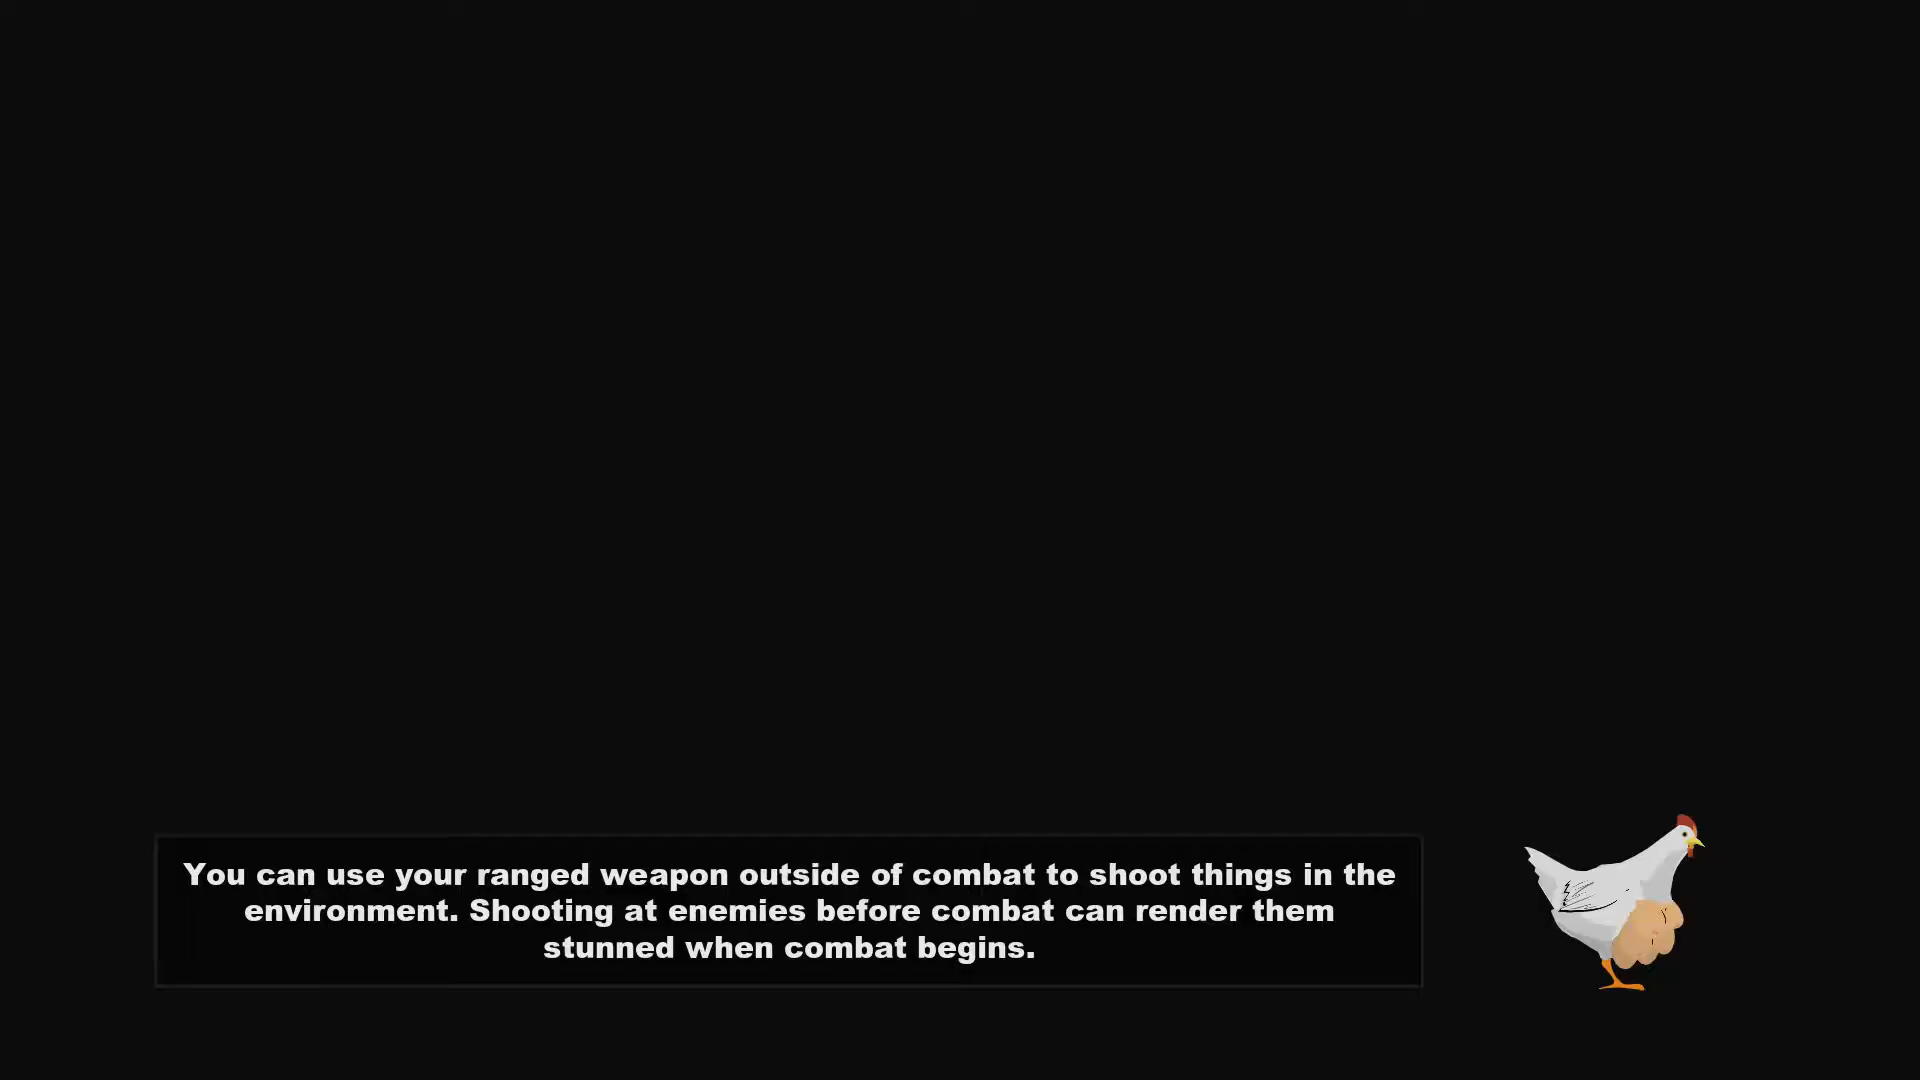 You can use your ranged weapon outside of combat to shoot things in the
environment. Shooting at enemies before combat can render them
stunned when combat begins.